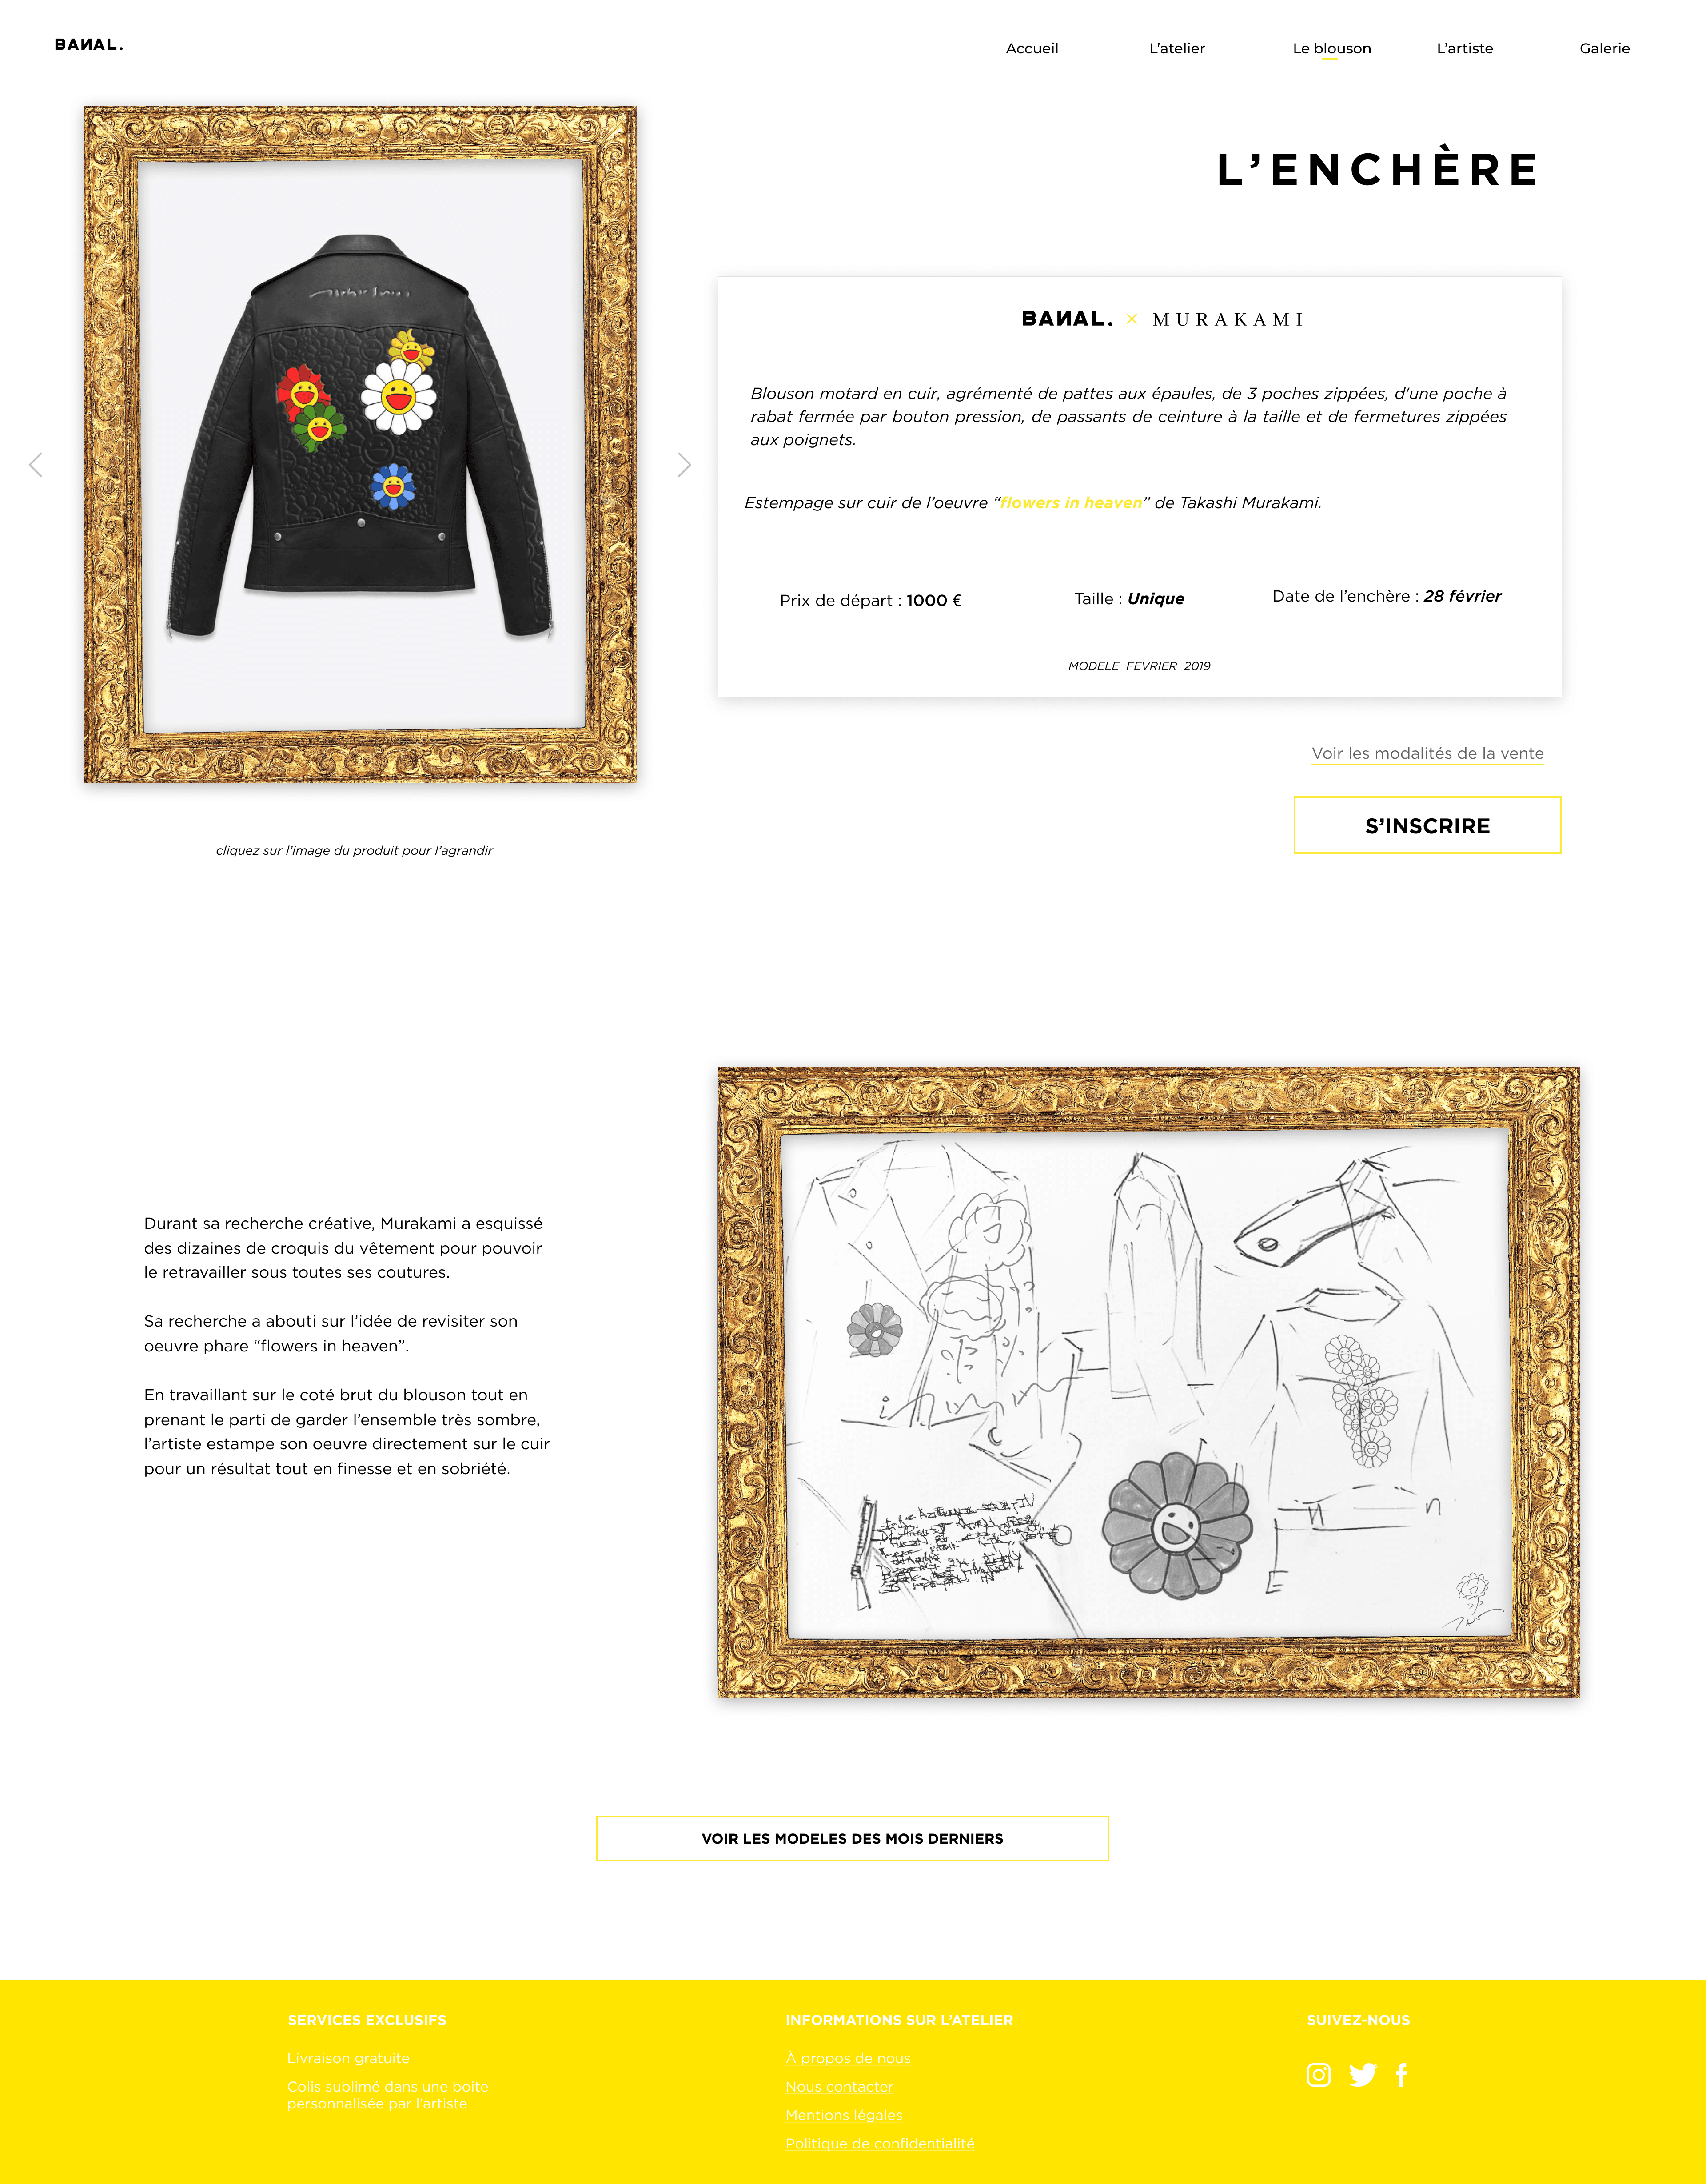 BAИAL.
Accueil
L’atelier
Le blouson
L’artiste
Galerie
L’ENCHÈRE
BAИAL. × MURAKAMI
Blouson motard en cuir, agrémenté de pattes aux épaules, de 3 poches zippées, d'une poche à
rabat fermée par bouton pression, de passants de ceinture à la taille et de fermetures zippées
aux poignets.
Estempage sur cuir de l’oeuvre “flowers in heaven” de Takashi Murakami.
Prix de départ : 1000 €
Taille : Unique
Date de l’enchère : 28 février
MODELE FEVRIER 2019
Voir les modalités de la vente
S’INSCRIRE
cliquez sur l’image du produit pour l’agrandir
Durant sa recherche créative, Murakami a esquissé
des dizaines de croquis du vêtement pour pouvoir
le retravailler sous toutes ses coutures.
Sa recherche a abouti sur l’idée de revisiter son
oeuvre phare “flowers in heaven”.
En travaillant sur le coté brut du blouson tout en
prenant le parti de garder l’ensemble très sombre,
l’artiste estampe son oeuvre directement sur le cuir
pour un résultat tout en finesse et en sobriété.
VOIR LES MODELES DES MOIS DERNIERS
SERVICES EXCLUSIFS
Livraison gratuite
Colis sublimé dans une boite
personnalisée par l’artiste
INFORMATIONS SUR L’ATELIER
À propos de nous
Nous contacter
Mentions légales
Politique de confidentialité
SUIVEZ-NOUS